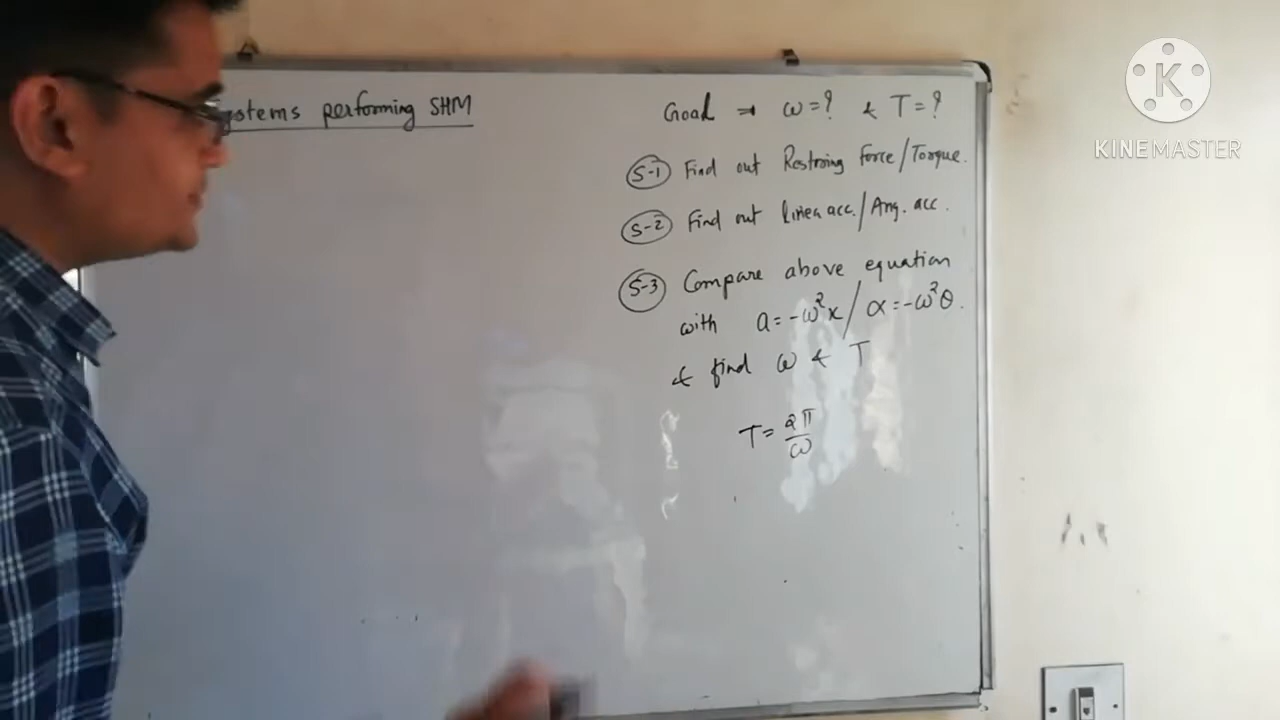 ystems performing SHM
Goal → ω=? & T=?
S-1 Find out Restoring Force/Torque.
S-2 Find out linear acc./Ang. acc.
S-3 Compare above equation
with a=-ω²x/α=-ω²θ.
& find ω & T
T=2π/ω
K
KINEMASTER